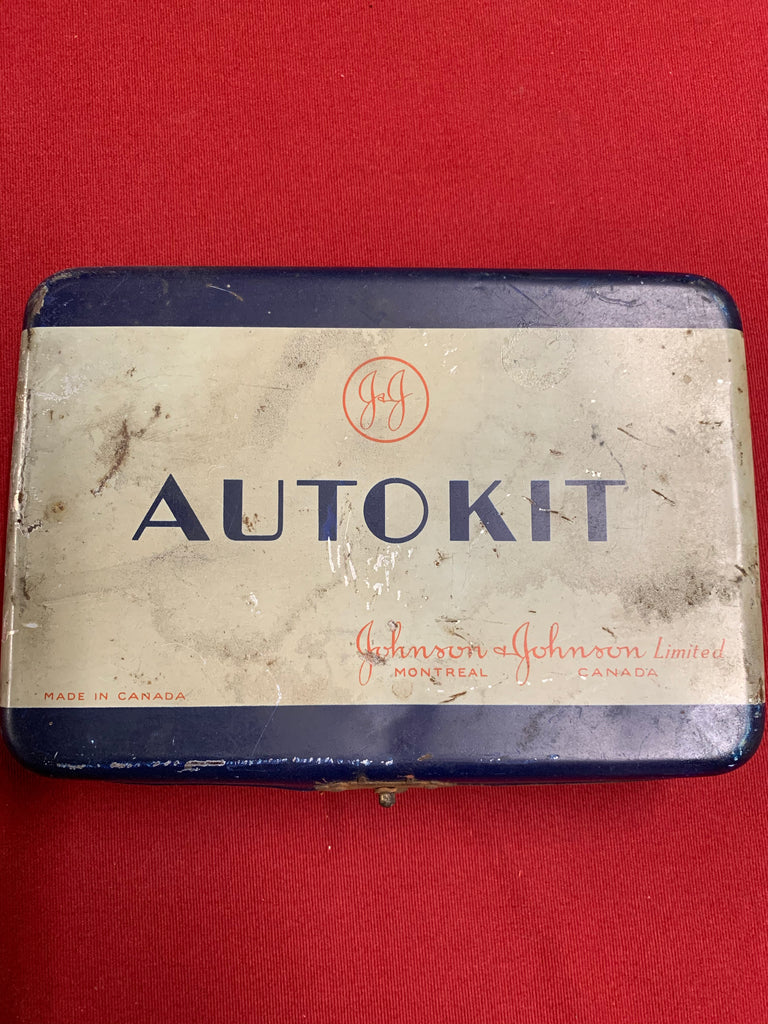 J&J
AUTOKIT
Johnson & Johnson Limited
MONTREAL CANADA
MADE IN CANADA